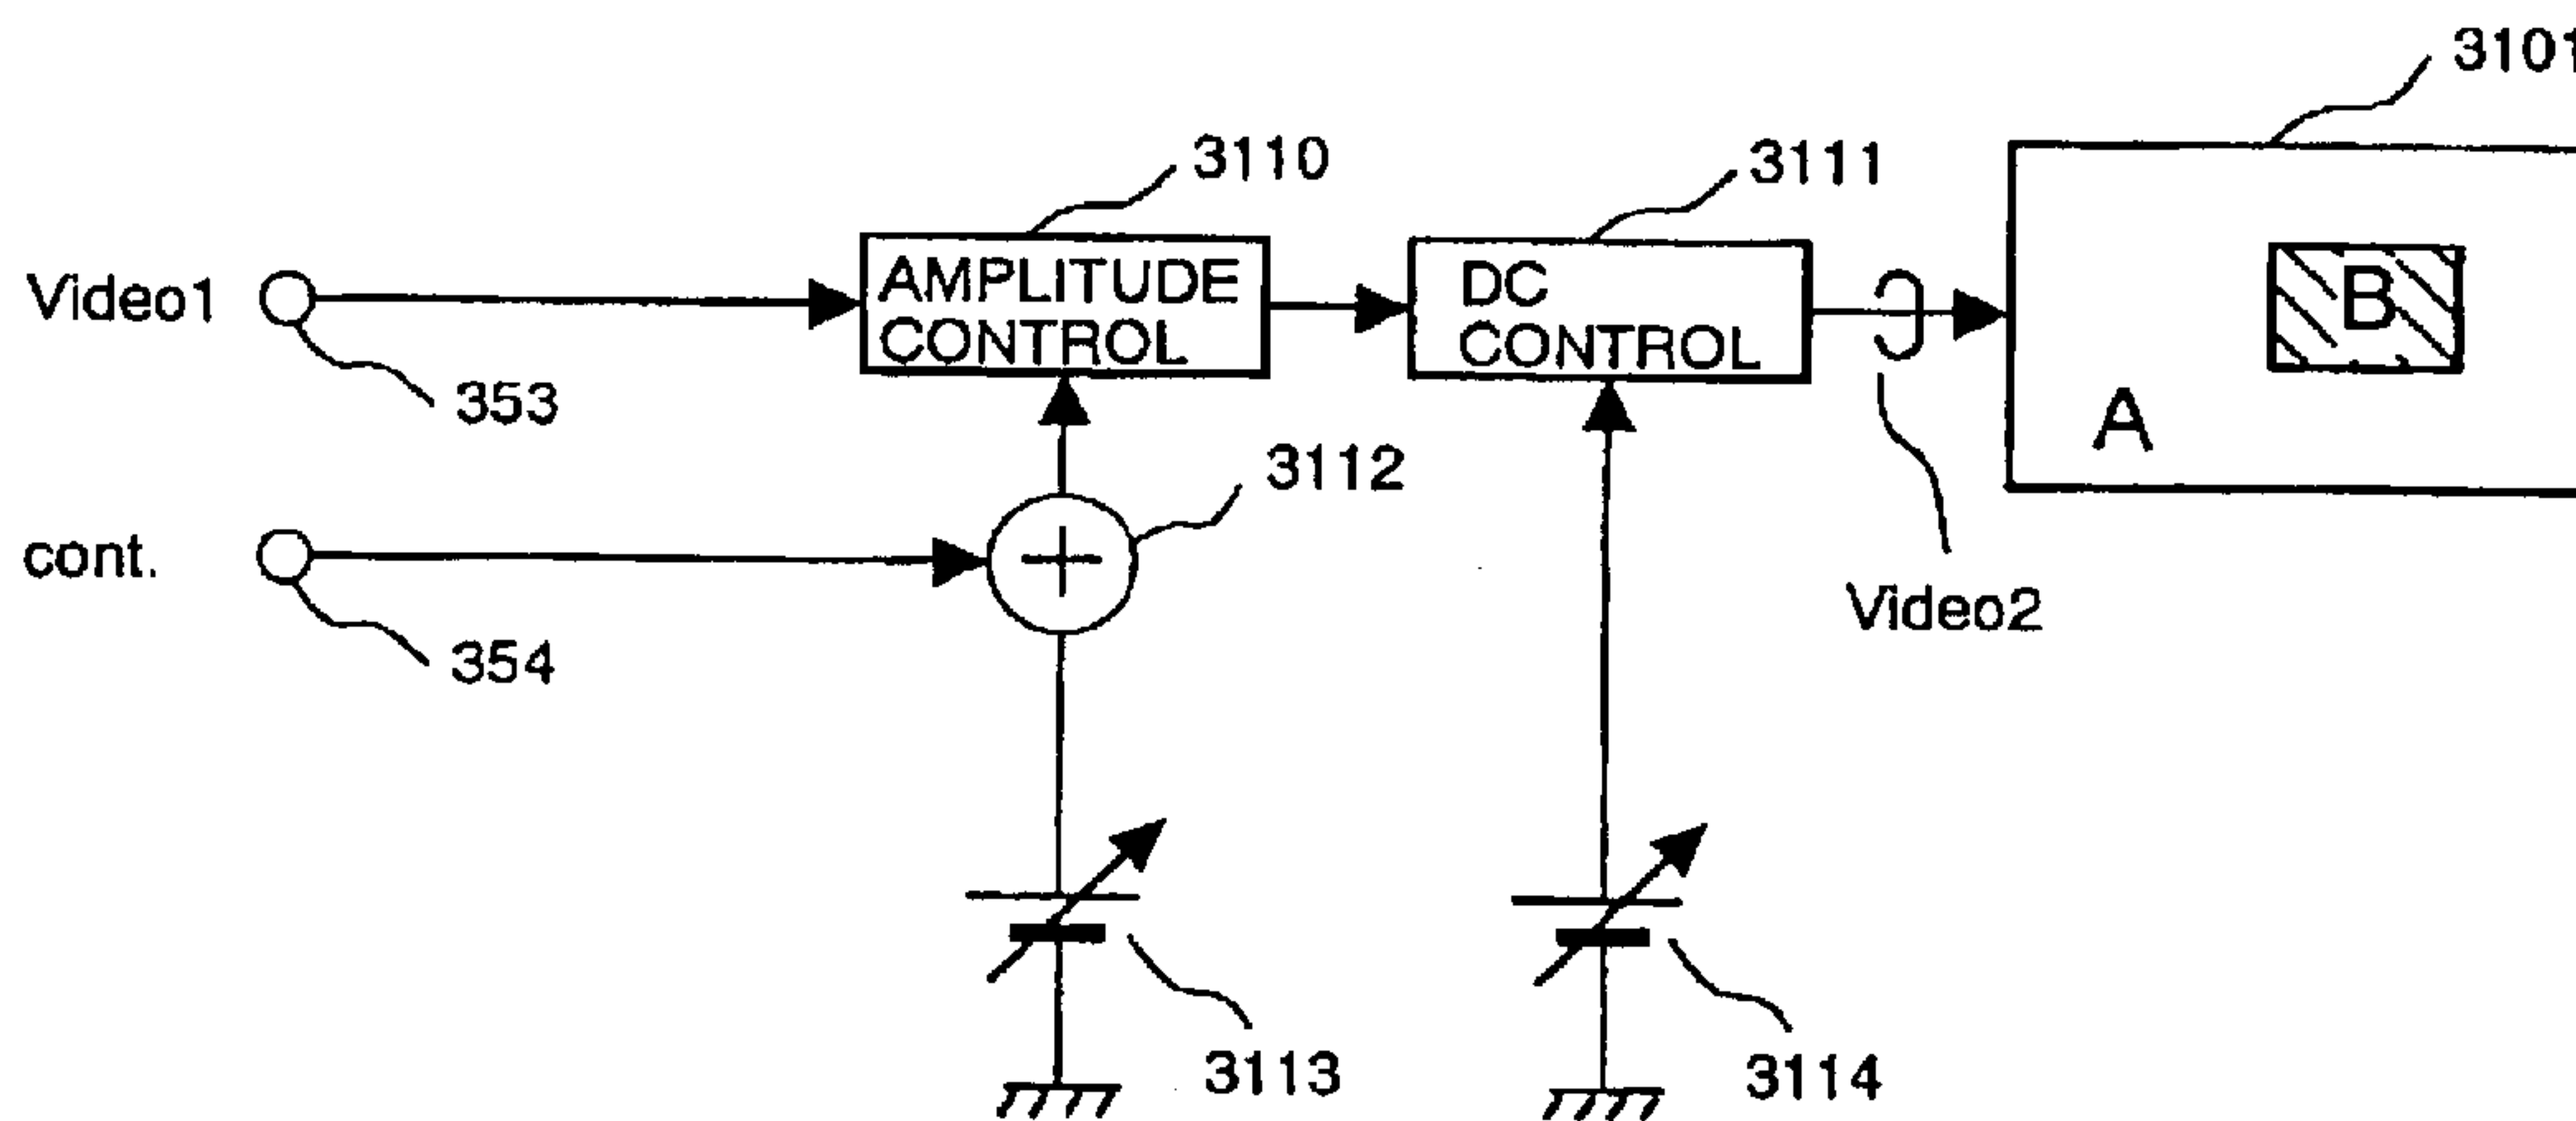 3101
3110
3111
Video1
AMPLITUDE
CONTROL
DC
CONTROL
B
A
353
3112
cont.
Video2
354
3113
3114